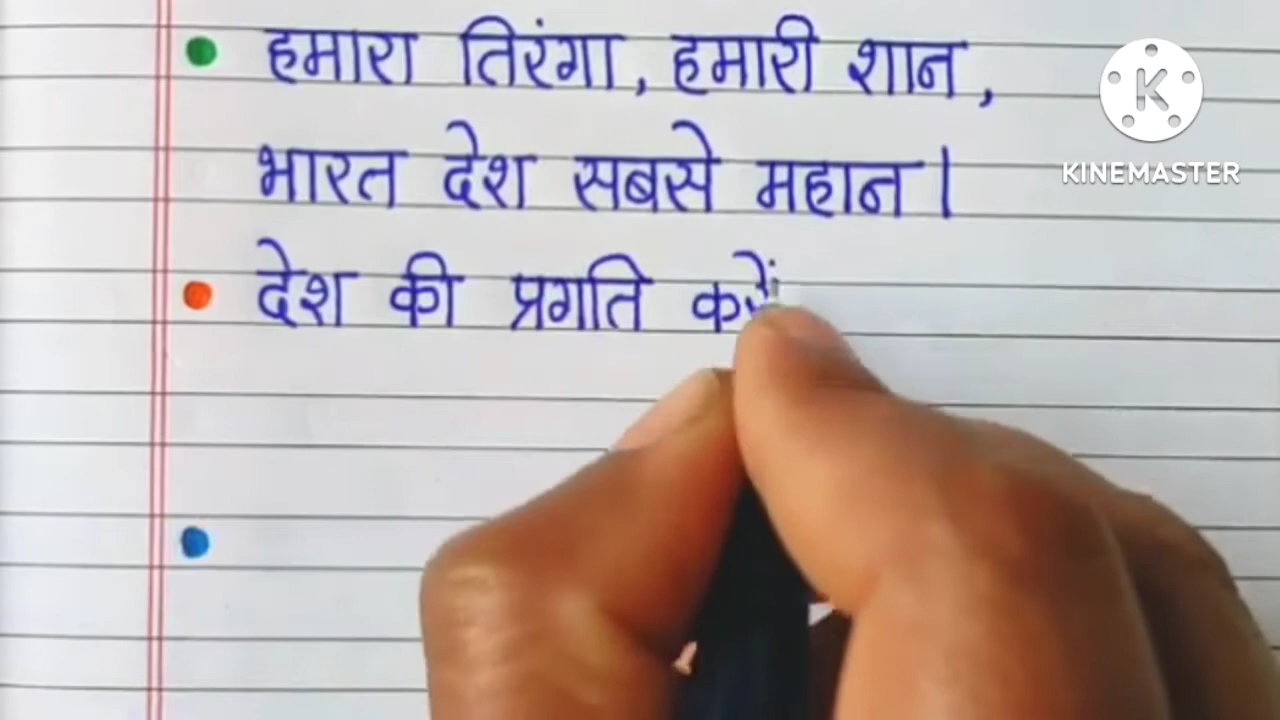 हमारा तिरंगा, हमारी शान,
भारत देश सबसे महान।
देश की प्रगति करें
KINEMASTER